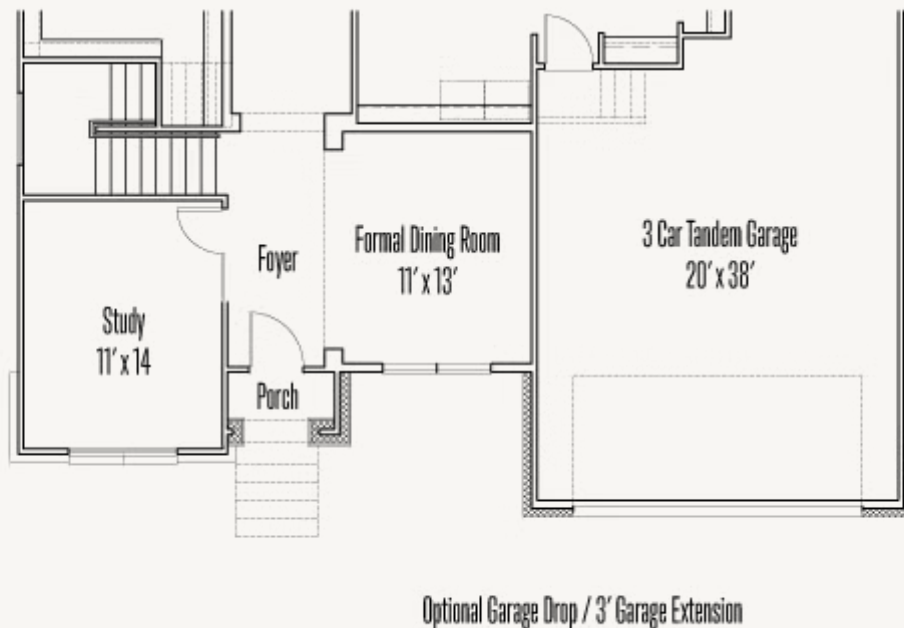 Foyer
Formal Dining Room
11' x 13'
3 Car Tandem Garage
20' x 38'
Study
11' x 14
Porch
Optional Garage Drop / 3' Garage Extension